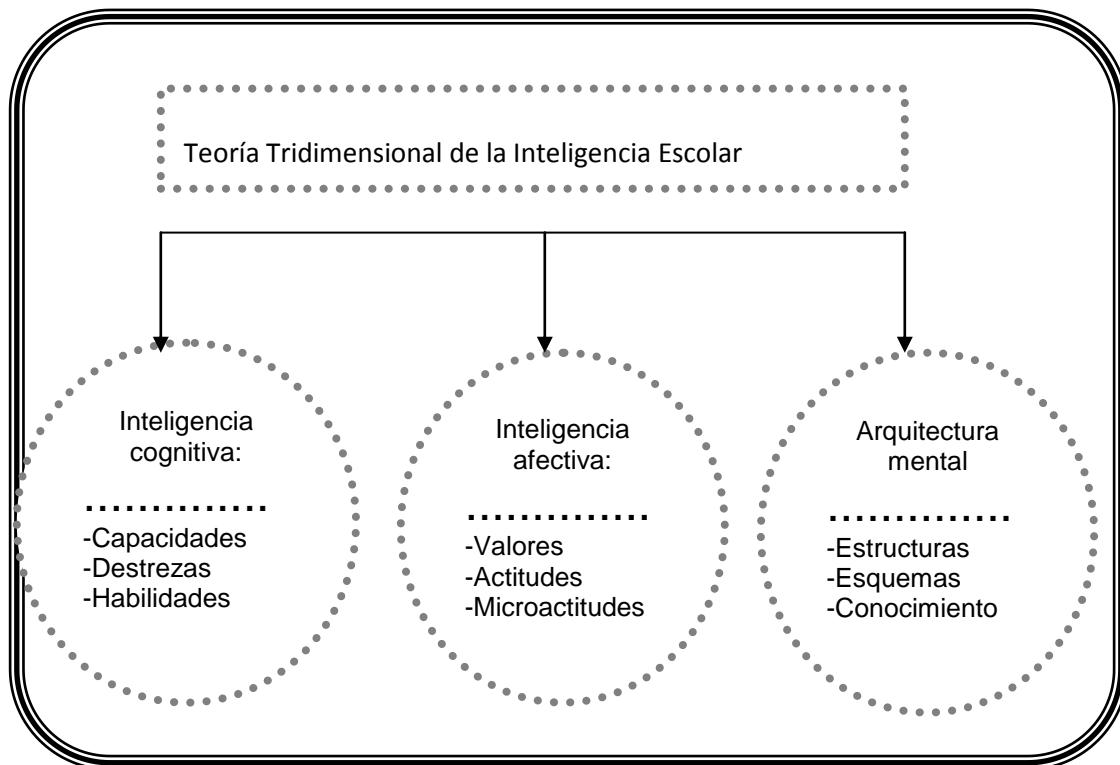 Teoría Tridimensional de la Inteligencia Escolar
Inteligencia
cognitiva:
-Capacidades
-Destrezas
-Habilidades
Inteligencia
afectiva:
-Valores
-Actitudes
-Microactitudes
Arquitectura
mental
-Estructuras
-Esquemas
-Conocimiento